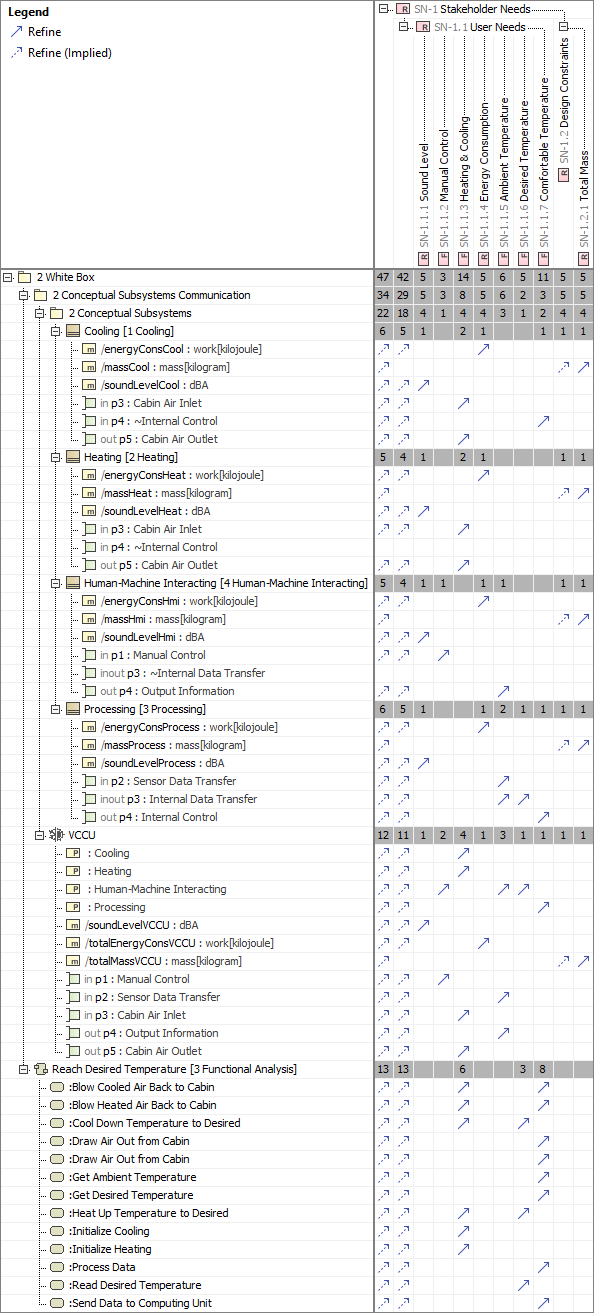 Legend
Refine
Refine (Implied)
SN-1 Stakeholder Needs
SN-1.1 User Needs
SN-1.1.1 Sound Level
SN-1.1.2 Manual Control
SN-1.1.3 Heating & Cooling
SN-1.1.4 Energy Consumption
SN-1.1.5 Ambient Temperature
SN-1.1.6 Desired Temperature
SN-1.1.7 Comfortable Temperature
SN-1.2 Design Constraints
SN-1.2.1 Total Mass
R R R F F R F F F R R
2 White Box 47 42 5 3 14 5 6 5 11 5 5
2 Conceptual Subsystems Communication 34 29 5 3 8 5 6 2 3 5 5
2 Conceptual Subsystems 22 18 4 1 4 4 3 1 2 4 4
Cooling [1 Cooling] 6 5 1 2 1 1 1 1
m /energyConsCool : work[kilojoule]
m /massCool : mass[kilogram]
m /soundLevelCool : dBA
in p3 : Cabin Air Inlet
in p4 : ~Internal Control
out p5 : Cabin Air Outlet
Heating [2 Heating] 5 4 1 2 1 1 1
m /energyConsHeat : work[kilojoule]
m /massHeat : mass[kilogram]
m /soundLevelHeat : dBA
in p3 : Cabin Air Inlet
in p4 : ~Internal Control
out p5 : Cabin Air Outlet
Human-Machine Interacting [4 Human-Machine Interacting] 5 4 1 1 1 1 1 1
m /energyConsHmi : work[kilojoule]
m /massHmi : mass[kilogram]
m /soundLevelHmi : dBA
in p1 : Manual Control
inout p3 : ~Internal Data Transfer
out p4 : Output Information
Processing [3 Processing] 6 5 1 1 2 1 1 1 1
m /energyConsProcess : work[kilojoule]
m /massProcess : mass[kilogram]
m /soundLevelProcess : dBA
in p2 : Sensor Data Transfer
inout p3 : Internal Data Transfer
out p4 : Internal Control
VCCU 12 11 1 2 4 1 3 1 1 1 1
P : Cooling
P : Heating
P : Human-Machine Interacting
P : Processing
m /soundLevelVCCU : dBA
m /totalEnergyConsVCCU : work[kilojoule]
m /totalMassVCCU : mass[kilogram]
in p1 : Manual Control
in p2 : Sensor Data Transfer
in p3 : Cabin Air Inlet
out p4 : Output Information
out p5 : Cabin Air Outlet
Reach Desired Temperature [3 Functional Analysis] 13 13 6 3 8
:Blow Cooled Air Back to Cabin
:Blow Heated Air Back to Cabin
:Cool Down Temperature to Desired
:Draw Air Out from Cabin
:Draw Air Out from Cabin
:Get Ambient Temperature
:Get Desired Temperature
:Heat Up Temperature to Desired
:Initialize Cooling
:Initialize Heating
:Process Data
:Read Desired Temperature
:Send Data to Computing Unit